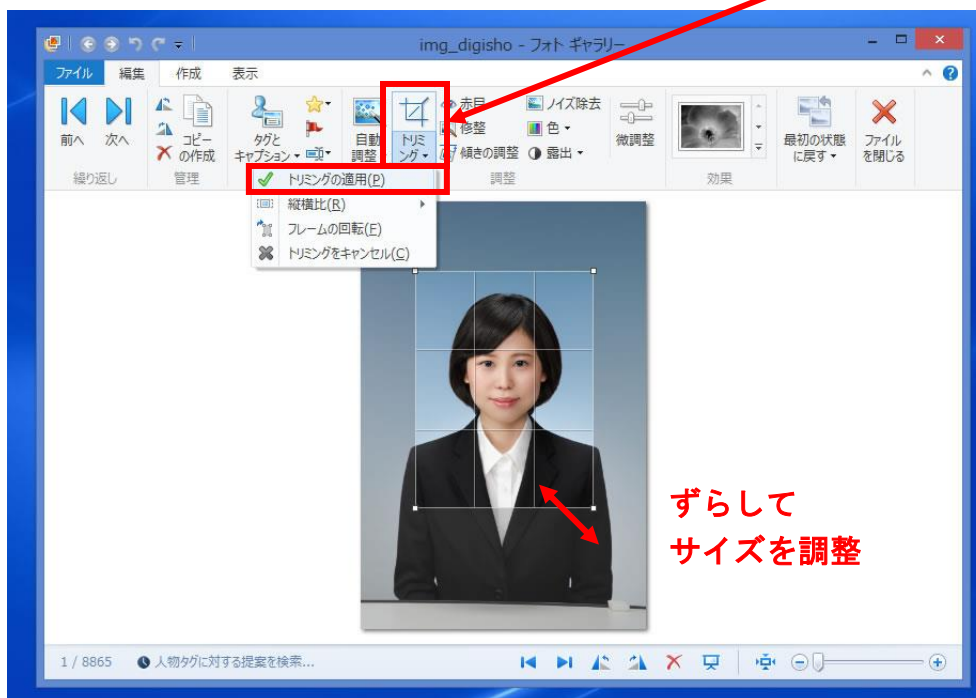 img_digisho - フォト ギャラリー
ファイル 編集 作成 表示
前へ 次へ
コピー
の作成
タグと
キャプション
自動
調整
トリミ
ング
赤目
修整
傾きの調整
ノイズ除去
色
露出
微調整
最初の状態
に戻す
ファイル
を閉じる
繰り返し 管理 調整 効果
トリミングの適用(P)
縦横比(R)
フレームの回転(F)
トリミングをキャンセル(C)
ずらして
サイズを調整
1 / 8865 人物タグに対する提案を検索...